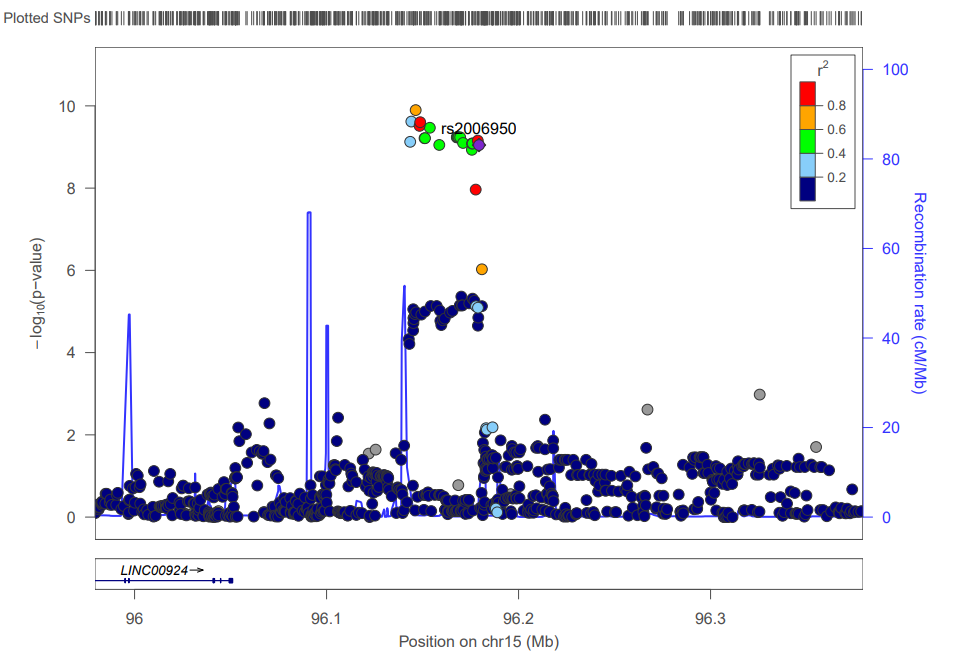 Plotted SNPs
r2
0.8
0.6
0.4
0.2
rs2006950
10
8
6
4
2
0
−log10(p−value)
100
80
60
40
20
0
Recombination rate (cM/Mb)
LINC00924→
96
96.1
96.2
96.3
Position on chr15 (Mb)